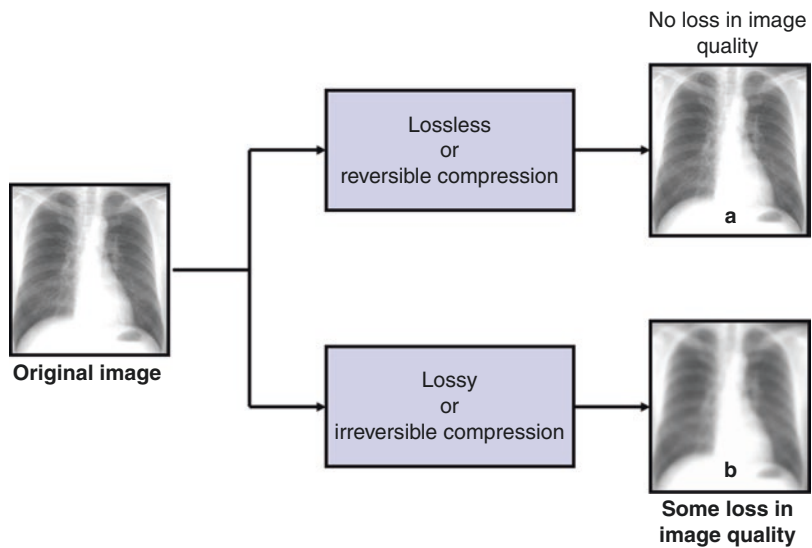 No loss in image
quality
Lossless
or
reversible compression
a
Original image
Lossy
or
irreversible compression
b
Some loss in
image quality